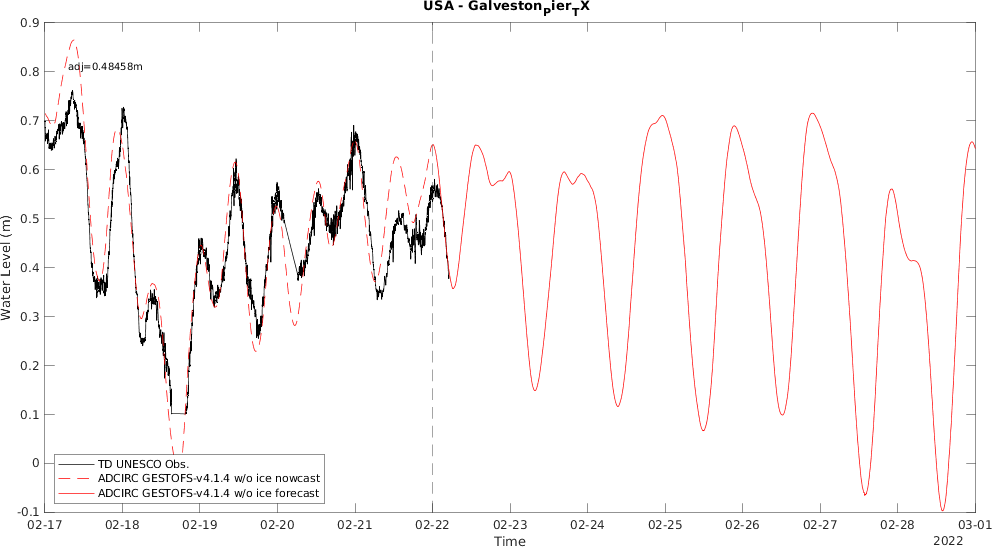 USA - GalvestonPierTX
0.9
0.8
0.7
0.6
0.5
0.4
0.3
0.2
0.1
0
-0.1
Water Level (m)
adj=0.48458m
TD UNESCO Obs.
ADCIRC GESTOFS-v4.1.4 w/o ice nowcast
ADCIRC GESTOFS-v4.1.4 w/o ice forecast
02-17 02-18 02-19 02-20 02-21 02-22 02-23 02-24 02-25 02-26 02-27 02-28 03-01
Time
2022